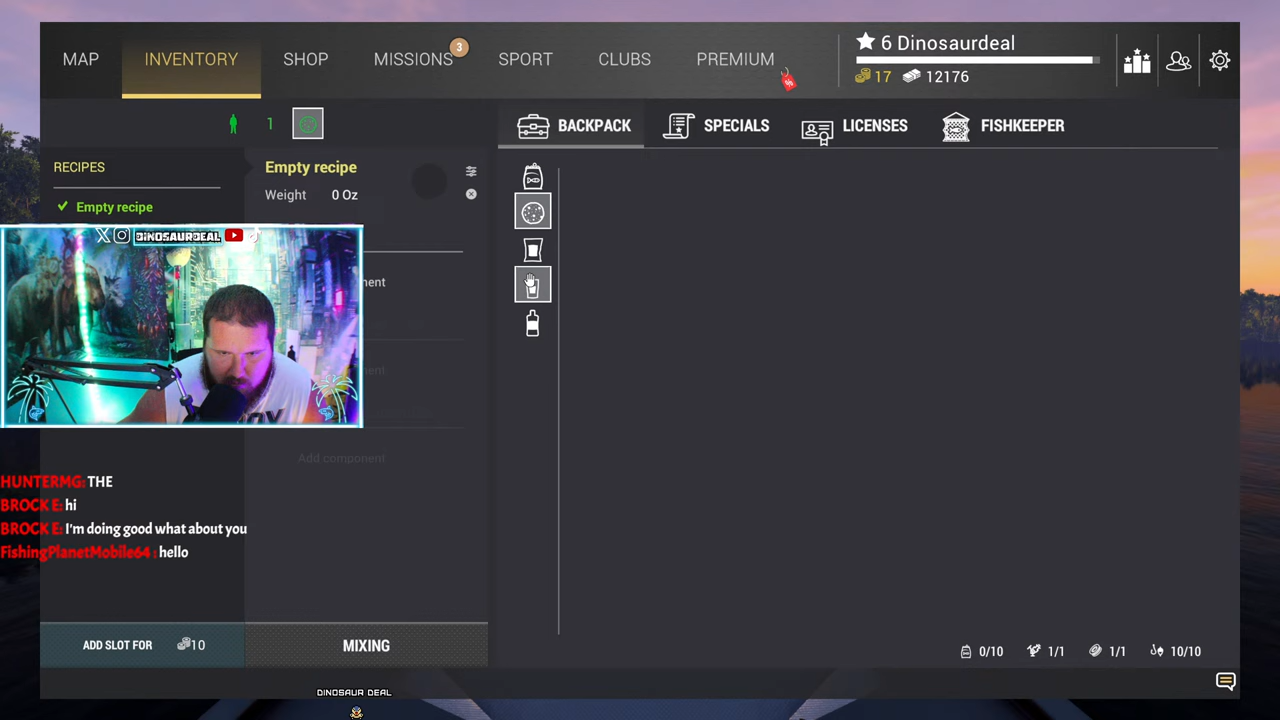 MAP
INVENTORY
SHOP
MISSIONS
3
SPORT
CLUBS
PREMIUM
%
6 Dinosaurdeal
17
12176
1
BACKPACK
SPECIALS
LICENSES
FISHKEEPER
RECIPES
Empty recipe
Empty recipe
Weight 0 Oz
DINOSAURDEAL
HUNTERMG: THE
BROCK E: hi
BROCK E: I'm doing good what about you
FishingPlanetMobile64 : hello
Add component
ADD SLOT FOR 10
MIXING
0/10
1/1
1/1
10/10
DINOSAUR DEAL